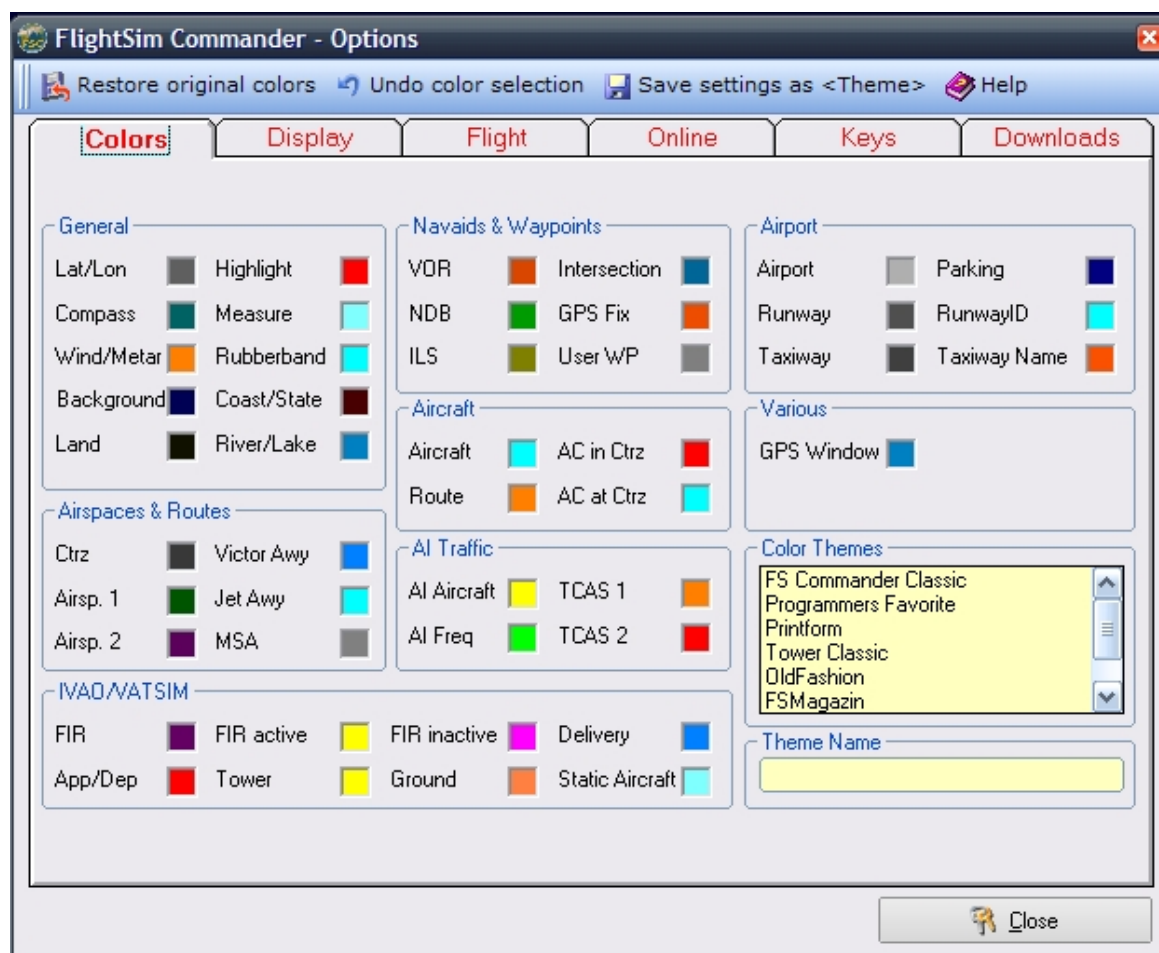 FlightSim Commander - Options
Restore original colors Undo color selection Save settings as <Theme> Help
Colors Display Flight Online Keys Downloads
General
Lat/Lon Highlight
Compass Measure
Wind/Metar Rubberband
Background Coast/State
Land River/Lake
Navaids & Waypoints
VOR Intersection
NDB GPS Fix
ILS User WP
Airport
Airport Parking
Runway RunwayID
Taxiway Taxiway Name
Aircraft
Aircraft AC in Ctrz
Route AC at Ctrz
Various
GPS Window
Airspaces & Routes
Ctrz Victor Awy
Airsp. 1 Jet Awy
Airsp. 2 MSA
AI Traffic
AI Aircraft TCAS 1
AI Freq TCAS 2
Color Themes
FS Commander Classic
Programmers Favorite
Printform
Tower Classic
OldFashion
FSMagazin
IVAO/VATSIM
FIR FIR active FIR inactive Delivery
App/Dep Tower Ground Static Aircraft
Theme Name
Close